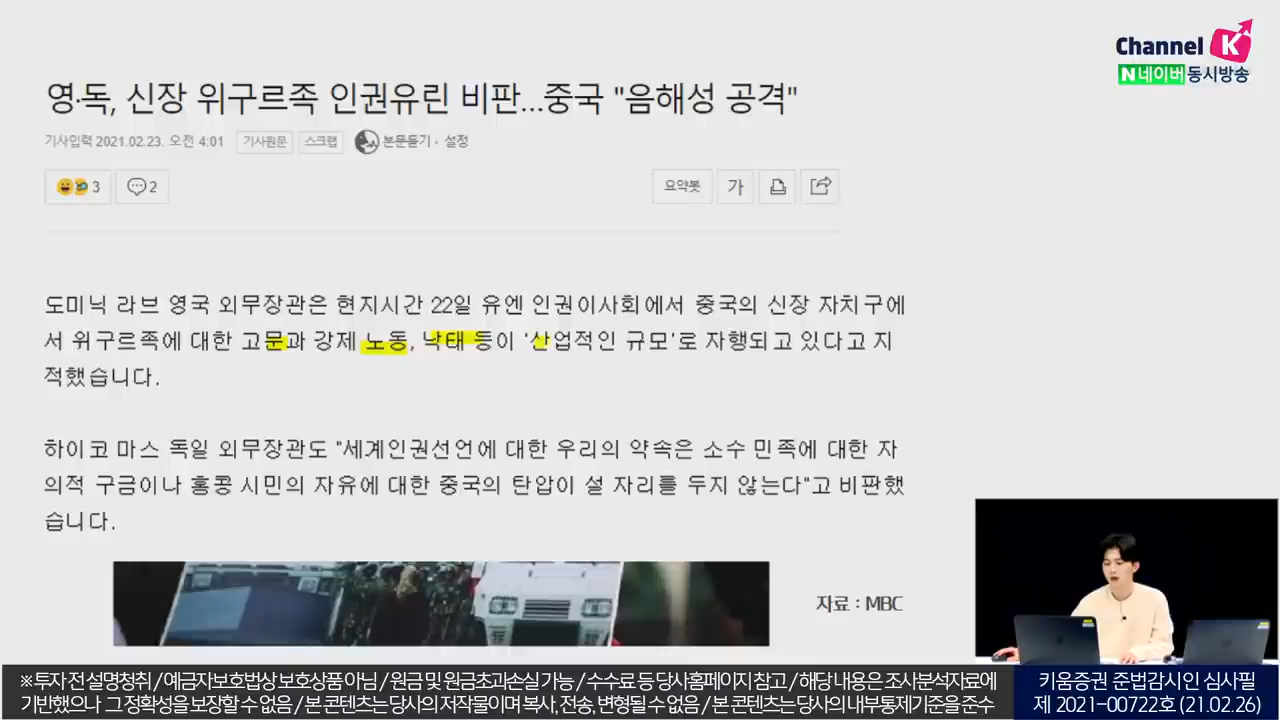 Channel K
N 네이버 동시방송
영·독, 신장 위구르족 인권유린 비판...중국 "음해성 공격"
기사입력 2021.02.23. 오전 4:01 기사원문 스크랩 본문듣기 · 설정
3 2 요약봇 가
도미닉 라브 영국 외무장관은 현지시간 22일 유엔 인권이사회에서 중국의 신장 자치구에
서 위구르족에 대한 고문과 강제 노동, 낙태 등이 '산업적인 규모'로 자행되고 있다고 지
적했습니다.
하이코 마스 독일 외무장관도 "세계인권선언에 대한 우리의 약속은 소수 민족에 대한 자
의적 구금이나 홍콩 시민의 자유에 대한 중국의 탄압이 설 자리를 두지 않는다"고 비판했
습니다.
자료 : MBC
※ 투자 전 설명청취 / 예금자보호법상 보호상품 아님 / 원금 및 원금초과손실 가능 / 수수료 등 당사홈페이지 참고 / 해당 내용은 조사분석자료에
기반했으나 그 정확성을 보장할 수 없음 / 본 콘텐츠는 당사의 저작물이며 복사, 전송, 변형될 수 없음 / 본 콘텐츠는 당사의 내부통제기준을 준수
키움증권 준법감시인 심사필
제 2021-00722호 (21.02.26)